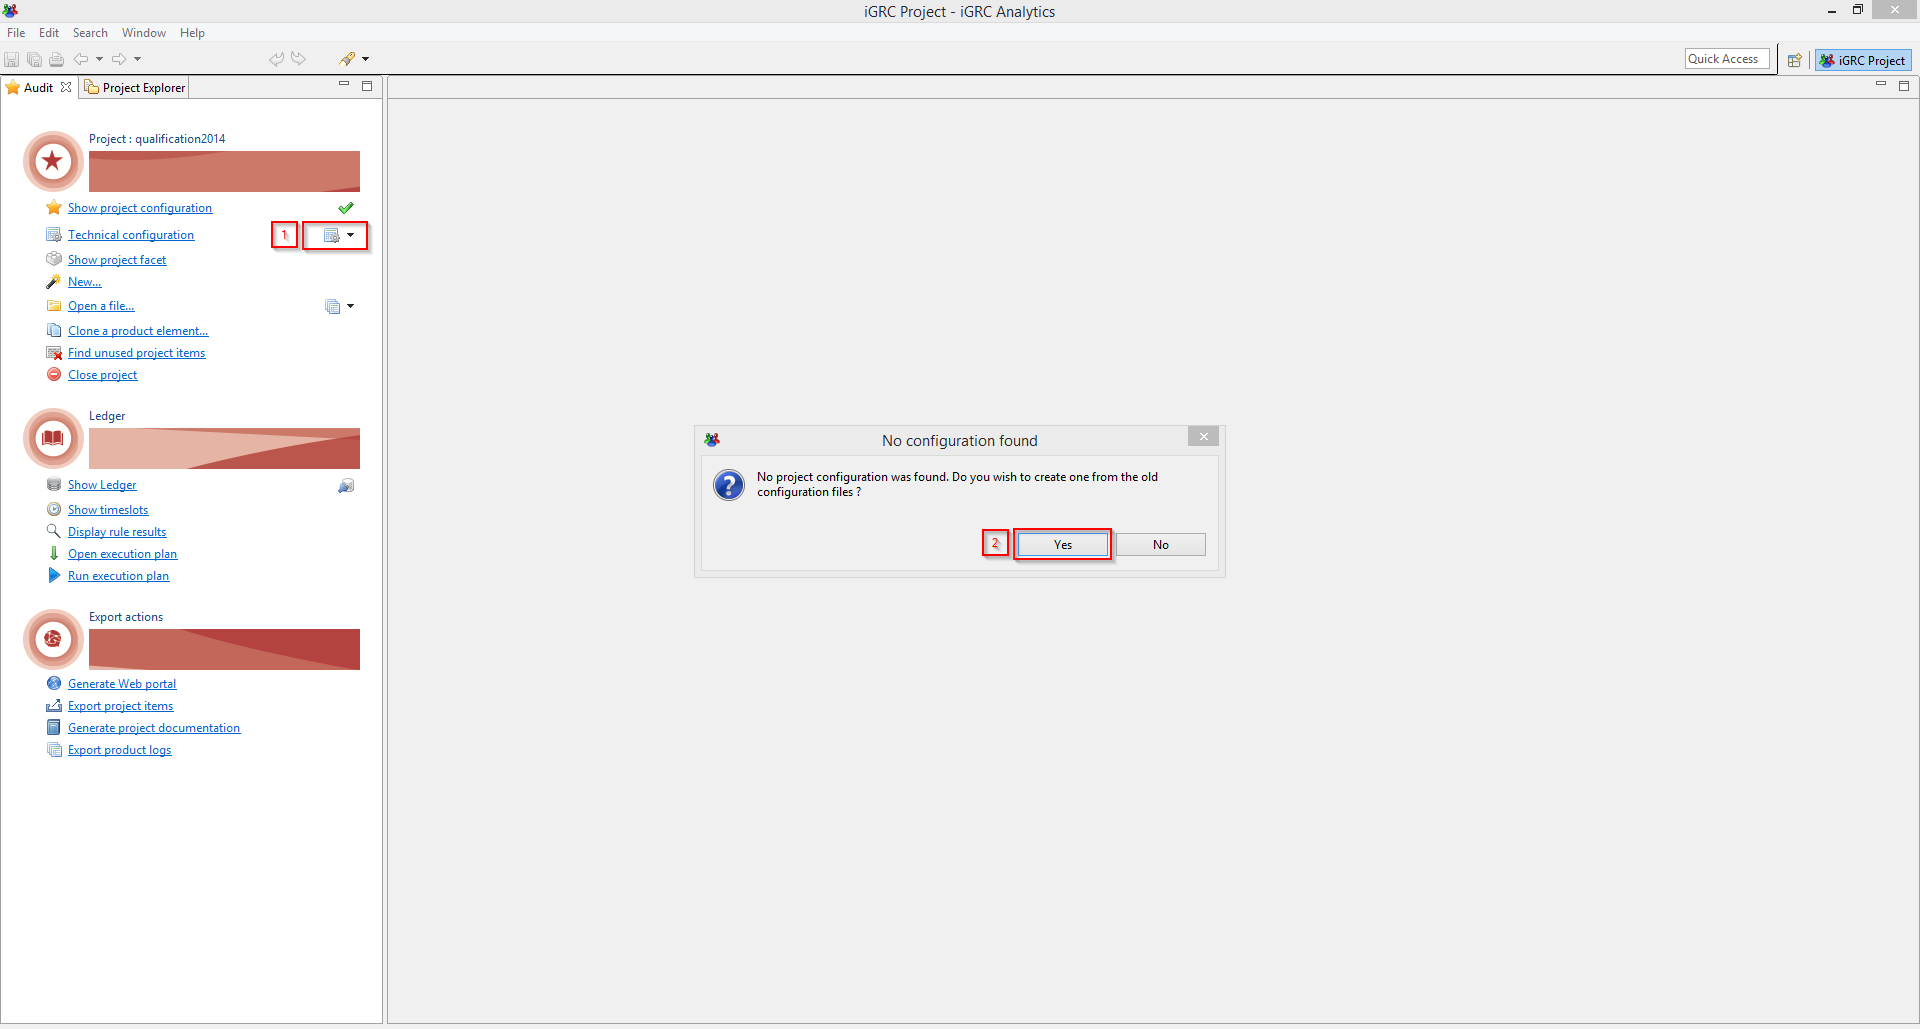 iGRC Project - iGRC Analytics
File Edit Search Window Help
Quick Access
iGRC Project
Audit
Project Explorer
Project : qualification2014
Show project configuration
Technical configuration
1
Show project facet
New...
Open a file...
Clone a product element...
Find unused project items
Close project
Ledger
Show Ledger
Show timeslots
Display rule results
Open execution plan
Run execution plan
Export actions
Generate Web portal
Export project items
Generate project documentation
Export product logs
No configuration found
No project configuration was found. Do you wish to create one from the old
configuration files ?
2
Yes
No